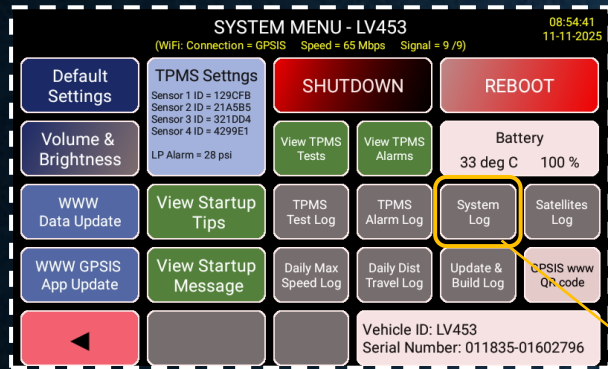 SYSTEM MENU - LV453
(WiFi: Connection = GPSIS Speed = 65 Mbps Signal = 9 /9)
08:54:41
11-11-2025
Default
Settings
TPMS Settngs
Sensor 1 ID = 129CFB
Sensor 2 ID = 21A5B5
Sensor 3 ID = 321DD4
Sensor 4 ID = 4299E1
LP Alarm = 28 psi
SHUTDOWN
REBOOT
Volume &
Brightness
View TPMS
Tests
View TPMS
Alarms
Battery
33 deg C 100 %
WWW
Data Update
View Startup
Tips
TPMS
Test Log
TPMS
Alarm Log
System
Log
Satellites
Log
WWW GPSIS
App Update
View Startup
Message
Daily Max
Speed Log
Daily Dist
Travel Log
Update &
Build Log
GPSIS www
QR code
Vehicle ID: LV453
Serial Number: 011835-01602796